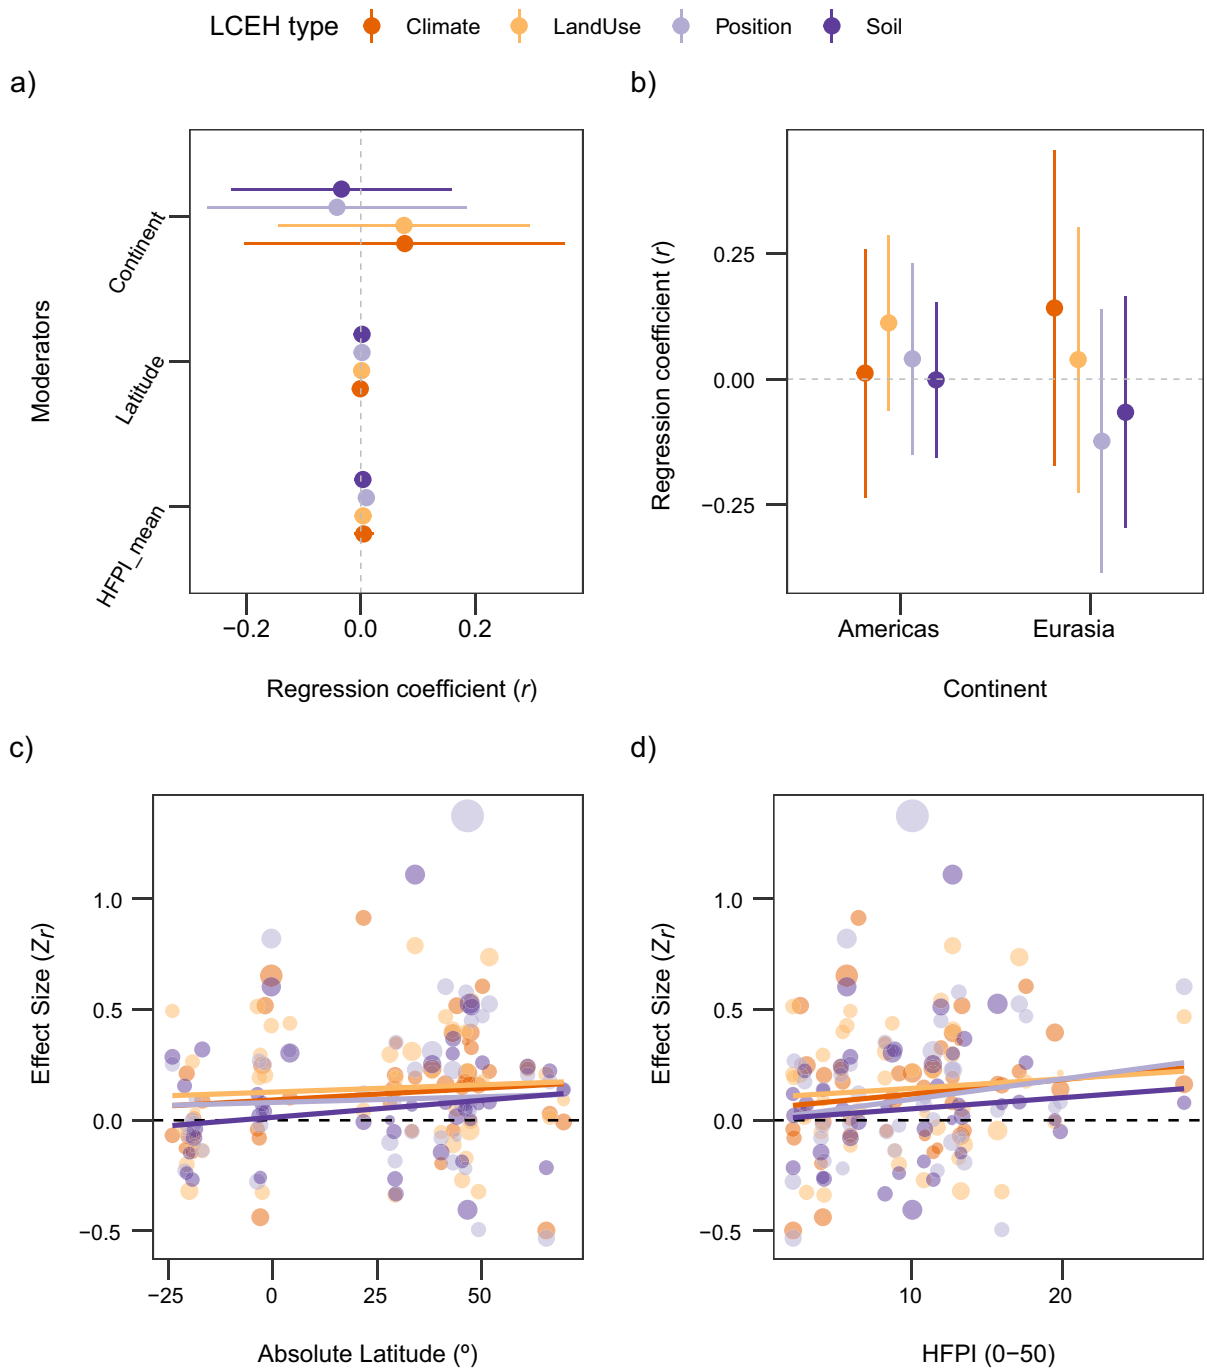 LCEH type Climate LandUse Position Soil
a)
Moderators
Continent
Latitude
HFPI_mean
−0.2 0.0 0.2
Regression coefficient (r)
b)
Regression coefficient (r)
0.25
0.00
−0.25
Americas Eurasia
Continent
c)
Effect Size (Zr)
1.0
0.5
0.0
−0.5
−25 0 25 50
Absolute Latitude (º)
d)
Effect Size (Zr)
1.0
0.5
0.0
−0.5
10 20
HFPI (0−50)